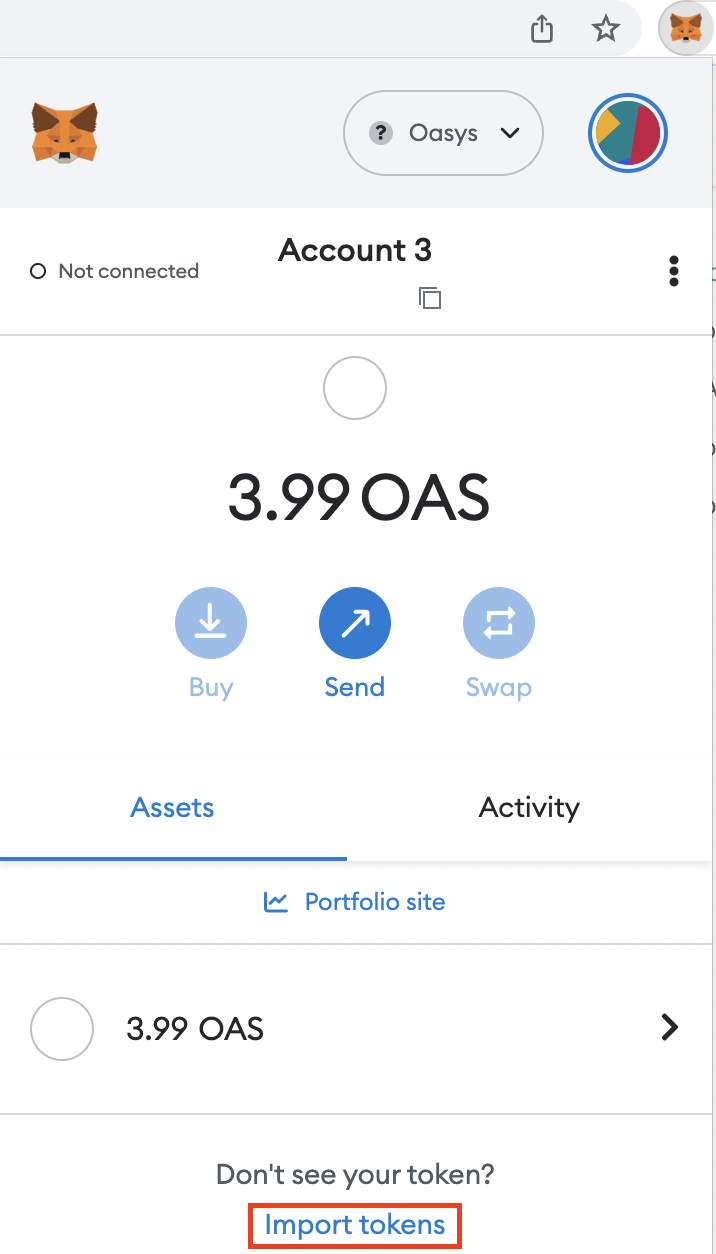 ? Oasys
Account 3
Not connected
3.99 OAS
Buy Send Swap
Assets Activity
Portfolio site
3.99 OAS
Don't see your token?
Import tokens